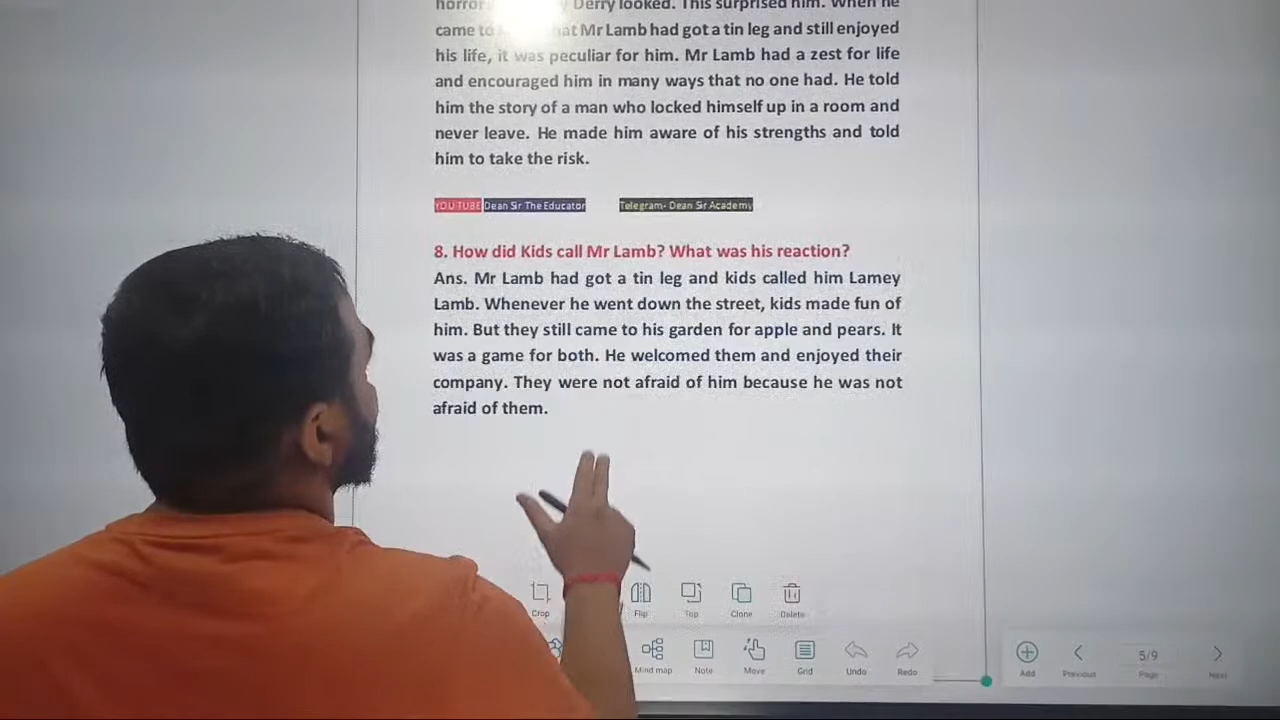 horror Derry looked. This surprised him. When he
came to at Mr Lamb had got a tin leg and still enjoyed
his life, it was peculiar for him. Mr Lamb had a zest for life
and encouraged him in many ways that no one had. He told
him the story of a man who locked himself up in a room and
never leave. He made him aware of his strengths and told
him to take the risk.
YOUTUBE Dean Sir The Educator Telegram- Dean Sir Academy
8. How did Kids call Mr Lamb? What was his reaction?
Ans. Mr Lamb had got a tin leg and kids called him Lamey
Lamb. Whenever he went down the street, kids made fun of
him. But they still came to his garden for apple and pears. It
was a game for both. He welcomed them and enjoyed their
company. They were not afraid of him because he was not
afraid of them.
Crop Flip Top Clone Delete
Mind map Note Move Grid Undo Redo
Add Previous 5/9 Page Next